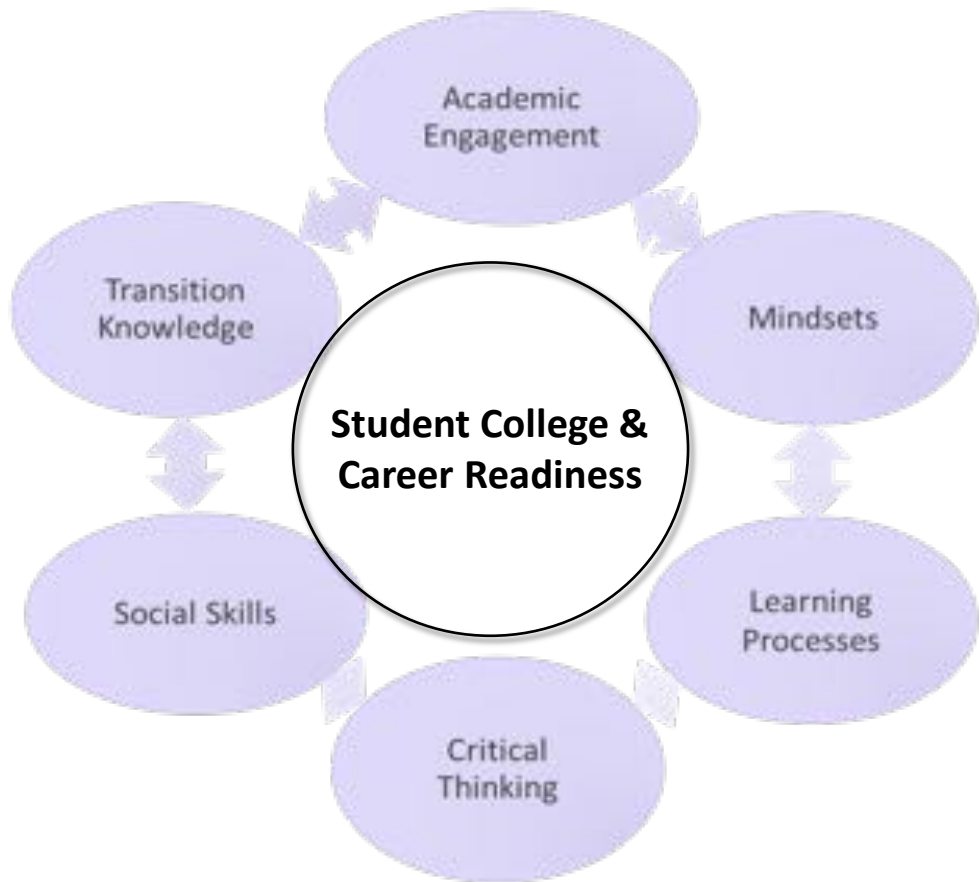 Academic
Engagement
Transition
Knowledge
Mindsets
Student College &
Career Readiness
Social Skills
Learning
Processes
Critical
Thinking